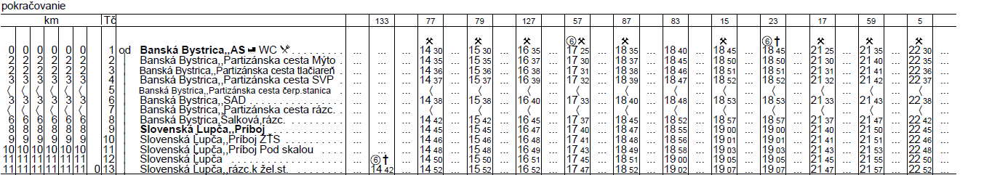 pokračovanie
km Tč 133 77 79 127 57 87 83 15 23 17 59 5
⚒ ⚒ ⚒ ⑥⚒ ⚒ ⚒ ⑥✝ ⚒ ⚒ ⚒
0 0 0 0 0 0 1 od Banská Bystrica,,AS WC ... ... 14 30 ... 15 30 ... 16 35 ... 17 25 ... 18 35 ... 18 40 ... 18 45 ... 18 45 ... 21 25 ... 21 35 ... 22 30 ...
2 2 2 2 2 2 2 Banská Bystrica,,Partizánska cesta Mýto ... ... 14 35 ... 15 35 ... 16 37 ... 17 30 ... 18 37 ... 18 45 ... 18 50 ... 18 50 ... 21 30 ... 21 40 ... 22 35 ...
2 2 2 2 2 2 3 Banská Bystrica,,Partizánska cesta tlačiareň ... ... 14 36 ... 15 36 ... 16 38 ... 17 31 ... 18 38 ... 18 46 ... 18 51 ... 18 51 ... 21 31 ... 21 41 ... 22 36 ...
3 3 3 3 3 3 4 Banská Bystrica,,Partizánska cesta SVP ... ... 14 37 ... 15 37 ... 16 39 ... 17 32 ... 18 39 ... 18 47 ... 18 52 ... 18 52 ... 21 32 ... 21 42 ... 22 37 ...
〈 〈 〈 〈 〈 〈 5 Banská Bystrica,,Partizánska cesta čerp.stanica ... ... 〈 ... 〈 ... 〈 ... 〈 ... 〈 ... 〈 ... 〈 ... 〈 ... 〈 ... 〈 ... 〈 ...
3 3 3 3 3 3 6 Banská Bystrica,,SAD ... ... 14 38 ... 15 38 ... 16 40 ... 17 33 ... 18 40 ... 18 48 ... 18 53 ... 18 53 ... 21 33 ... 21 43 ... 22 38 ...
〈 〈 〈 〈 〈 〈 7 Banská Bystrica,,Partizánska cesta rázc. ... ... 〈 ... 〈 ... 〈 ... 〈 ... 〈 ... 〈 ... 〈 ... 〈 ... 〈 ... 〈 ... 〈 ...
6 6 6 6 6 6 8 Banská Bystrica,Šalková,rázc. ... ... 14 42 ... 15 42 ... 16 45 ... 17 37 ... 18 45 ... 18 52 ... 18 57 ... 18 57 ... 21 37 ... 21 47 ... 22 42 ...
8 8 8 8 8 8 9 Slovenská Ľupča,,Príboj ... ... 14 45 ... 15 45 ... 16 47 ... 17 40 ... 18 47 ... 18 55 ... 19 00 ... 19 00 ... 21 40 ... 21 50 ... 22 45 ...
9 9 9 9 9 9 10 Slovenská Ľupča,,Príboj ŽTS ... ... 14 46 ... 15 46 ... 16 48 ... 17 41 ... 18 48 ... 18 56 ... 19 01 ... 19 01 ... 21 41 ... 21 51 ... 22 46 ...
10 10 10 10 10 10 11 Slovenská Ľupča,,Príboj Pod skalou ... ... 14 48 ... 15 48 ... 16 49 ... 17 43 ... 18 49 ... 18 58 ... 19 03 ... 19 03 ... 21 43 ... 21 53 ... 22 48 ...
11 11 11 11 11 11 12 Slovenská Ľupča ... ⑥✝ ... 14 50 ... 15 50 ... 16 51 ... 17 45 ... 18 51 ... 19 00 ... 19 05 ... 19 05 ... 21 45 ... 21 55 ... 22 50 ...
11 11 11 11 11 11 0 13 Slovenská Ľupča,,rázc.k žel.st. ... 14 42 ... 14 52 ... 15 52 ... 16 52 ... 17 47 ... 18 52 ... 19 02 ... 19 07 ... 19 07 ... 21 47 ... 21 57 ... 22 52 ...